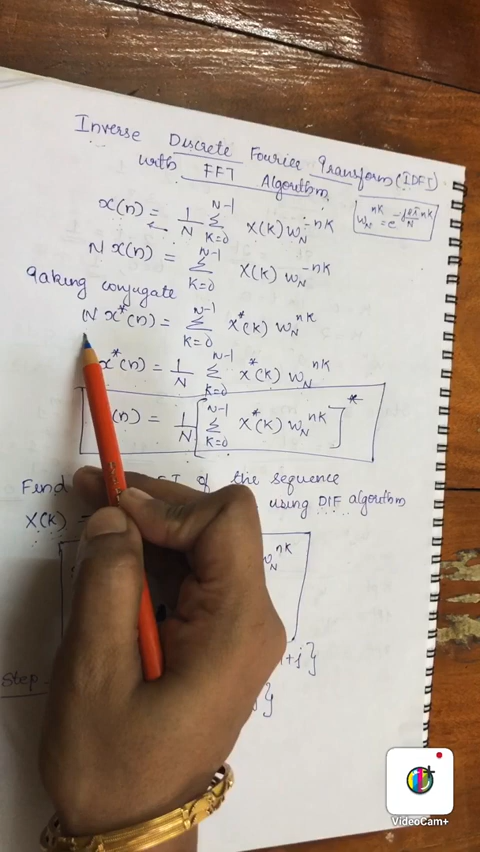 Inverse Discrete Fourier Transform (IDFT)
with FFT Algorithm
x(n) = 1/N Σ_{k=0}^{N-1} X(k) W_N^{-nk}
W_N^{nk} = e^{-j2π/N nk}
N x(n) = Σ_{k=0}^{N-1} X(k) W_N^{-nk}
Taking conjugate
N x*(n) = Σ_{k=0}^{N-1} X*(k) W_N^{nk}
x*(n) = 1/N Σ_{k=0}^{N-1} X*(k) W_N^{nk}
(n) = 1/N [Σ_{k=0}^{N-1} X*(k) W_N^{nk}]*
Find of the sequence
X(k) = using DIF algorithm
nk
+j}
}
Step
VideoCam+